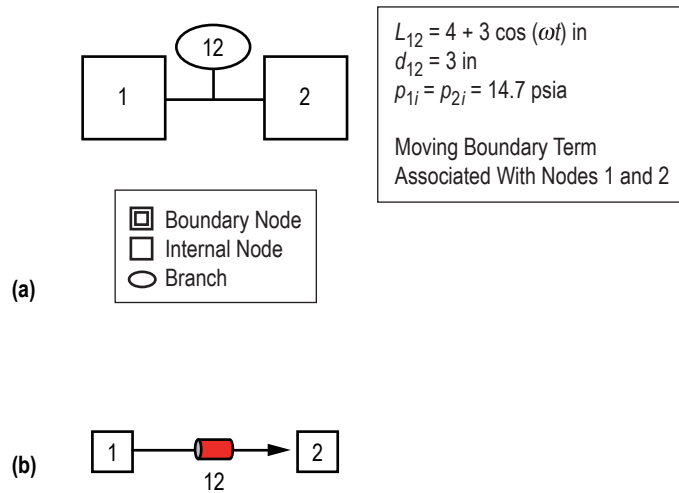 12
1
2
L12 = 4 + 3 cos (ωt) in
d12 = 3 in
p1i = p2i = 14.7 psia
Moving Boundary Term
Associated With Nodes 1 and 2
Boundary Node
Internal Node
Branch
(a)
1
2
12
(b)